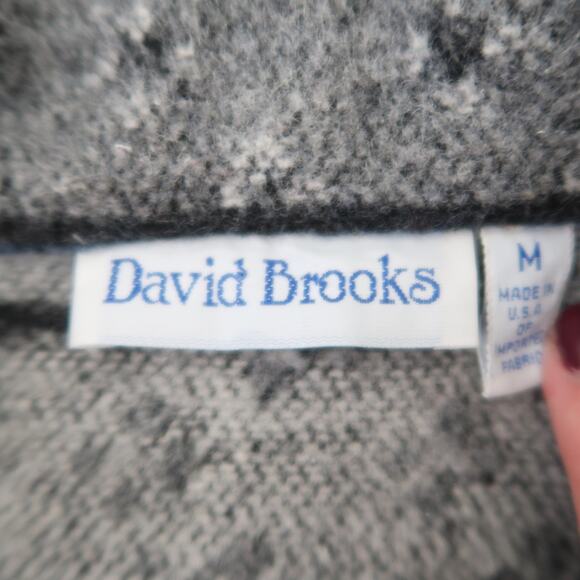 David Brooks
M
MADE IN
U.S.A
OF
IMPORTED
FABRIC